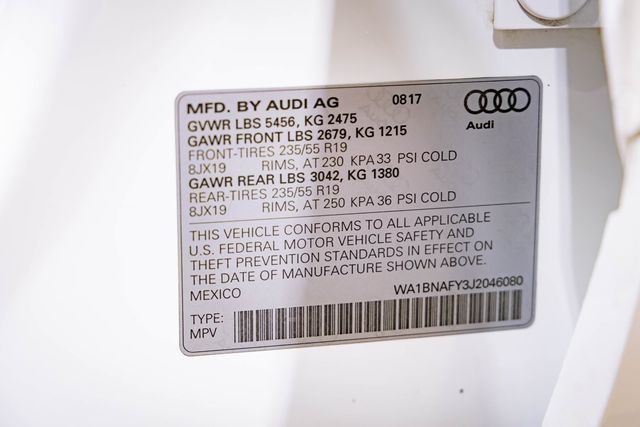 MFD. BY AUDI AG 0817
GVWR LBS 5456, KG 2475
GAWR FRONT LBS 2679, KG 1215
FRONT-TIRES 235/55 R19
8JX19 RIMS, AT 230 KPA 33 PSI COLD
GAWR REAR LBS 3042, KG 1380
REAR-TIRES 235/55 R19
8JX19 RIMS, AT 250 KPA 36 PSI COLD
Audi
THIS VEHICLE CONFORMS TO ALL APPLICABLE
U.S. FEDERAL MOTOR VEHICLE SAFETY AND
THEFT PREVENTION STANDARDS IN EFFECT ON
THE DATE OF MANUFACTURE SHOWN ABOVE.
MEXICO WA1BNAFY3J2046080
TYPE:
MPV